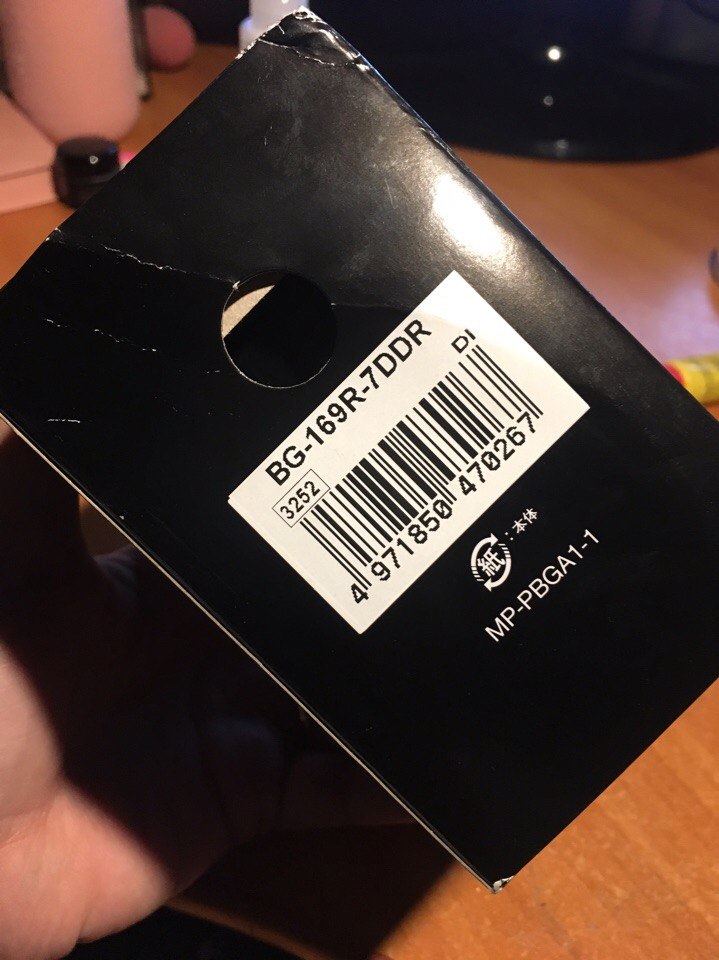 BG-169R-7DDR
DI
3252
4 971850 470267
紙 : 本体
MP-PBGA1-1